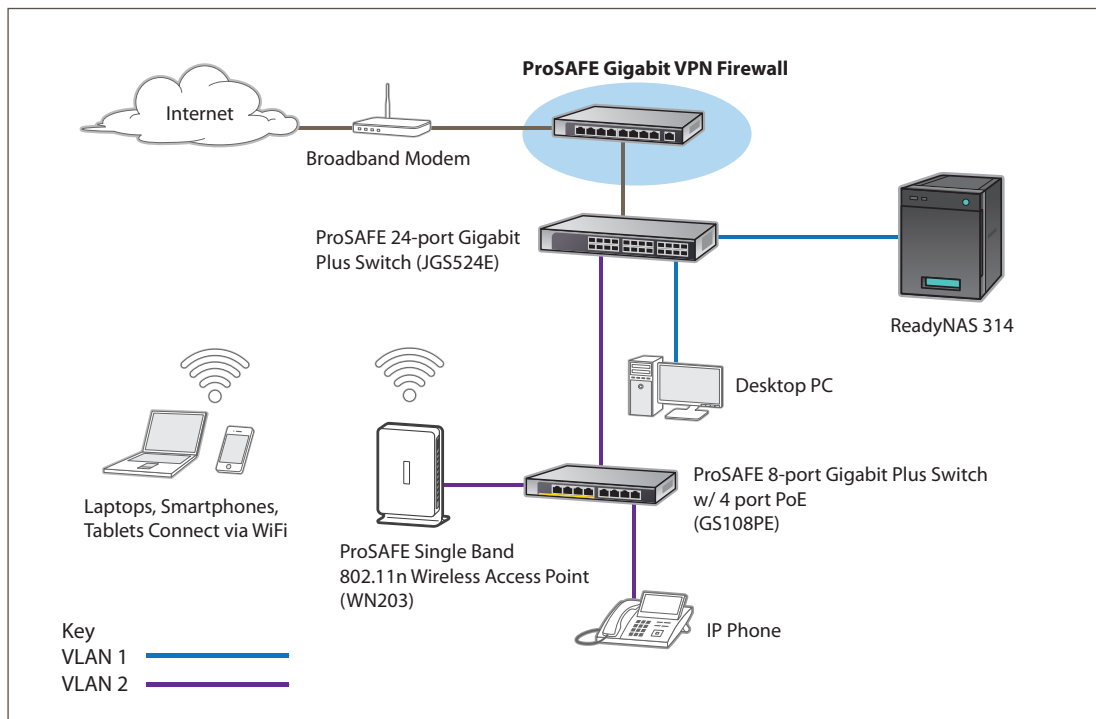 ProSAFE Gigabit VPN Firewall
Internet
Broadband Modem
ProSAFE 24-port Gigabit
Plus Switch (JGS524E)
ReadyNAS 314
Desktop PC
ProSAFE 8-port Gigabit Plus Switch
w/ 4 port PoE
(GS108PE)
Laptops, Smartphones,
Tablets Connect via WiFi
ProSAFE Single Band
802.11n Wireless Access Point
(WN203)
IP Phone
Key
VLAN 1
VLAN 2